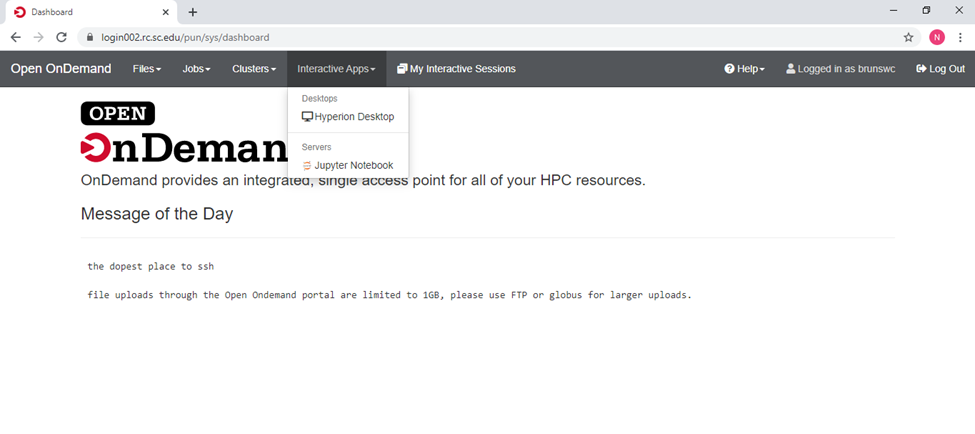 Dashboard
login002.rc.sc.edu/pun/sys/dashboard
N
Open OnDemand Files Jobs Clusters Interactive Apps My Interactive Sessions Help Logged in as brunswc Log Out
Desktops
Hyperion Desktop
Servers
Jupyter Notebook
OPEN
OnDeman
OnDemand provides an integrated, single access point for all of your HPC resources.
Message of the Day
the dopest place to ssh
file uploads through the Open Ondemand portal are limited to 1GB, please use FTP or globus for larger uploads.